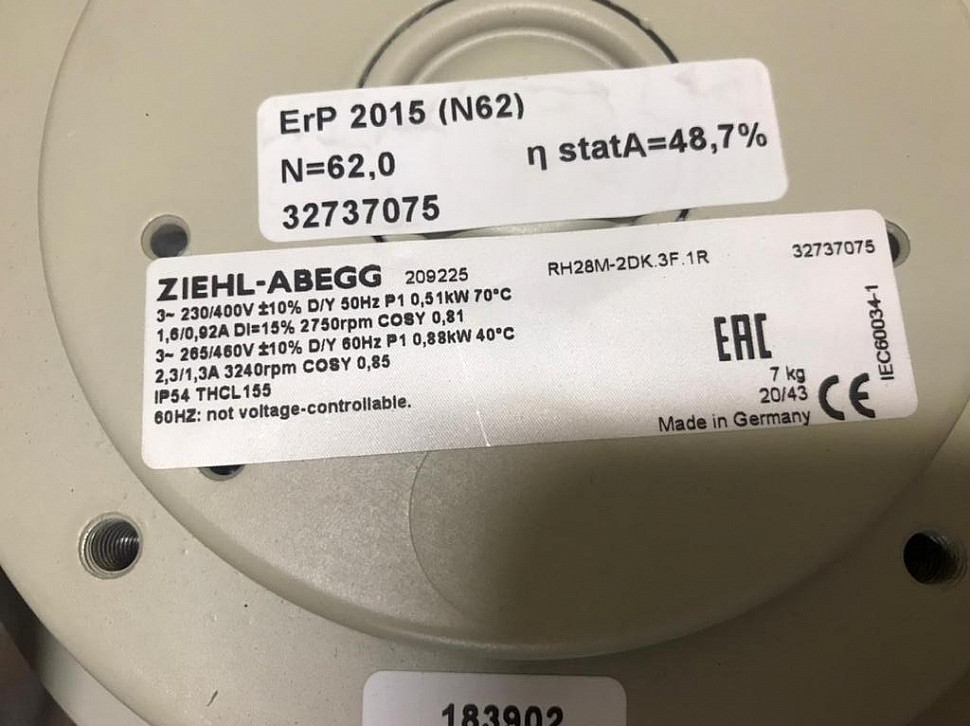 ErP 2015 (N62)
N=62,0
η statA=48,7%
32737075
ZIEHL-ABEGG 209225 RH28M-2DK.3F.1R 32737075
3~ 230/400V ±10% D/Y 50Hz P1 0,51kW 70°C
1,6/0,92A DI=15% 2750rpm COSY 0,81
3~ 265/460V ±10% D/Y 60Hz P1 0,88kW 40°C
2,3/1,3A 3240rpm COSY 0,85
IP54 THCL155
60HZ: not voltage-controllable.
EAC
7 kg
20/43
Made in Germany
CE
IEC60034-1
183902